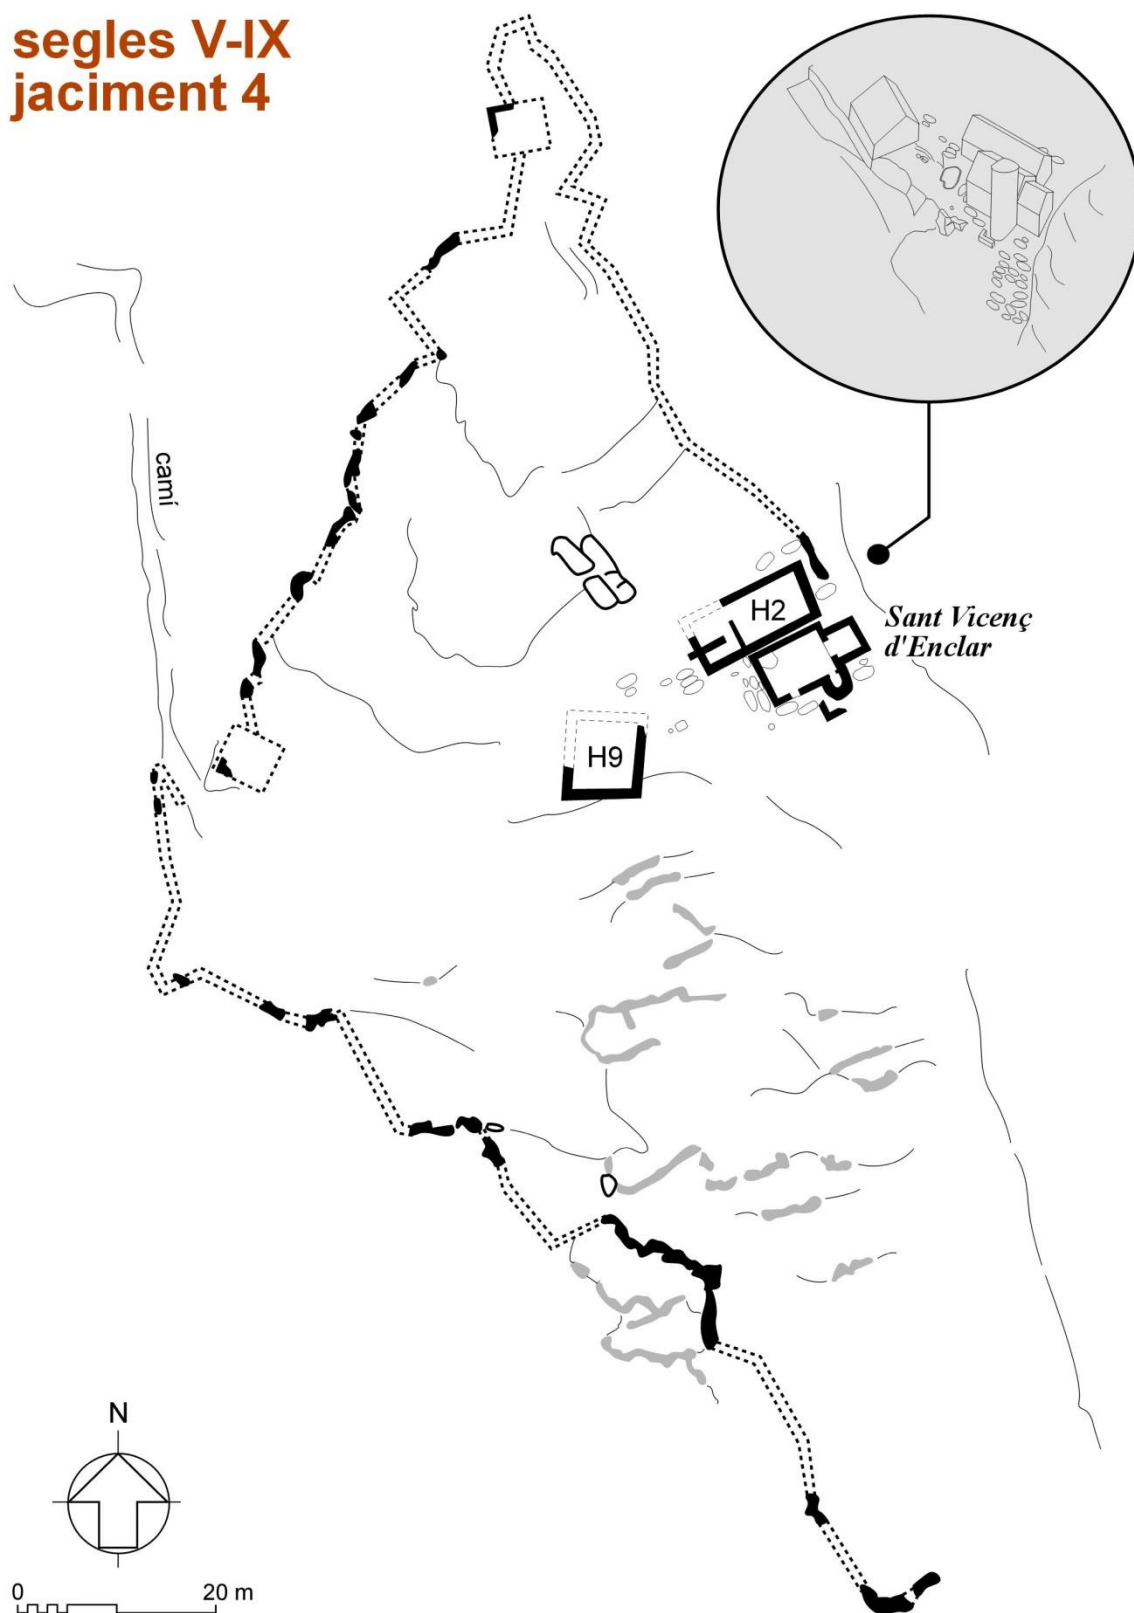 segles V-IX
jaciment 4
camí
H2
Sant Vicenç
d'Enclar
H9
N
0 20 m